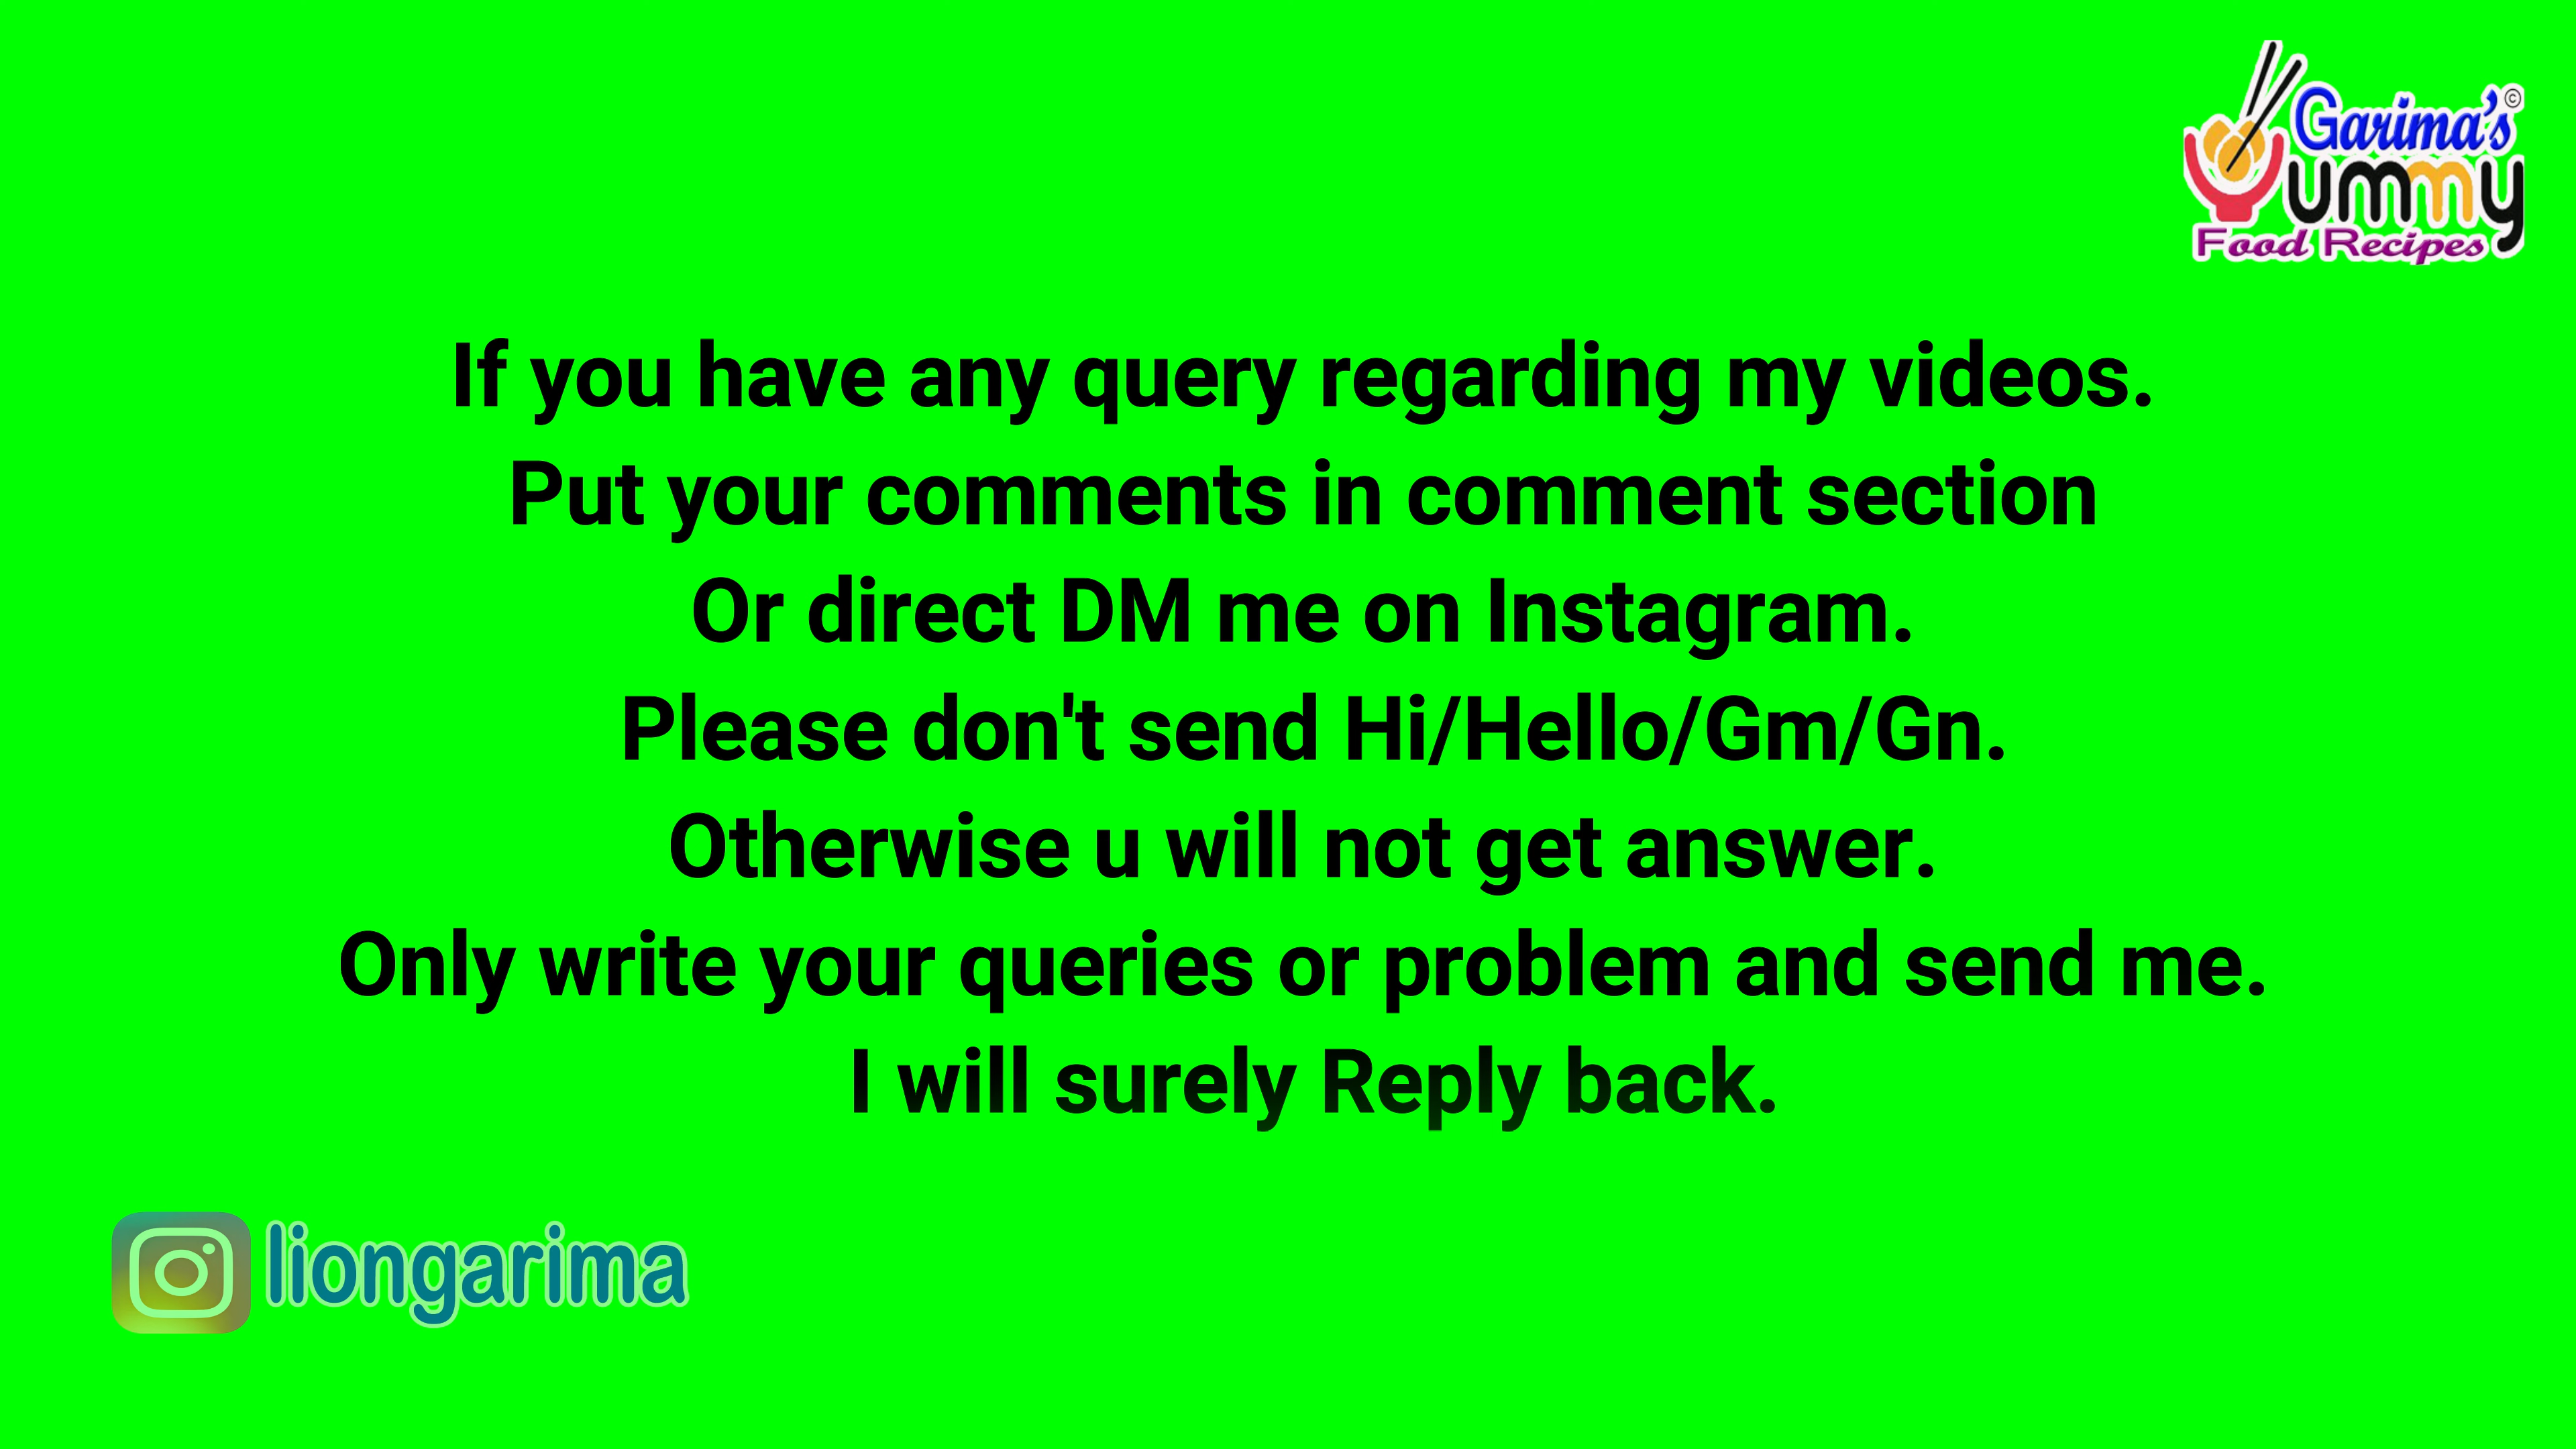 Garima's©
Yummy
Food Recipes
If you have any query regarding my videos.
Put your comments in comment section
Or direct DM me on Instagram.
Please don't send Hi/Hello/Gm/Gn.
Otherwise u will not get answer.
Only write your queries or problem and send me.
I will surely Reply back.
liongarima